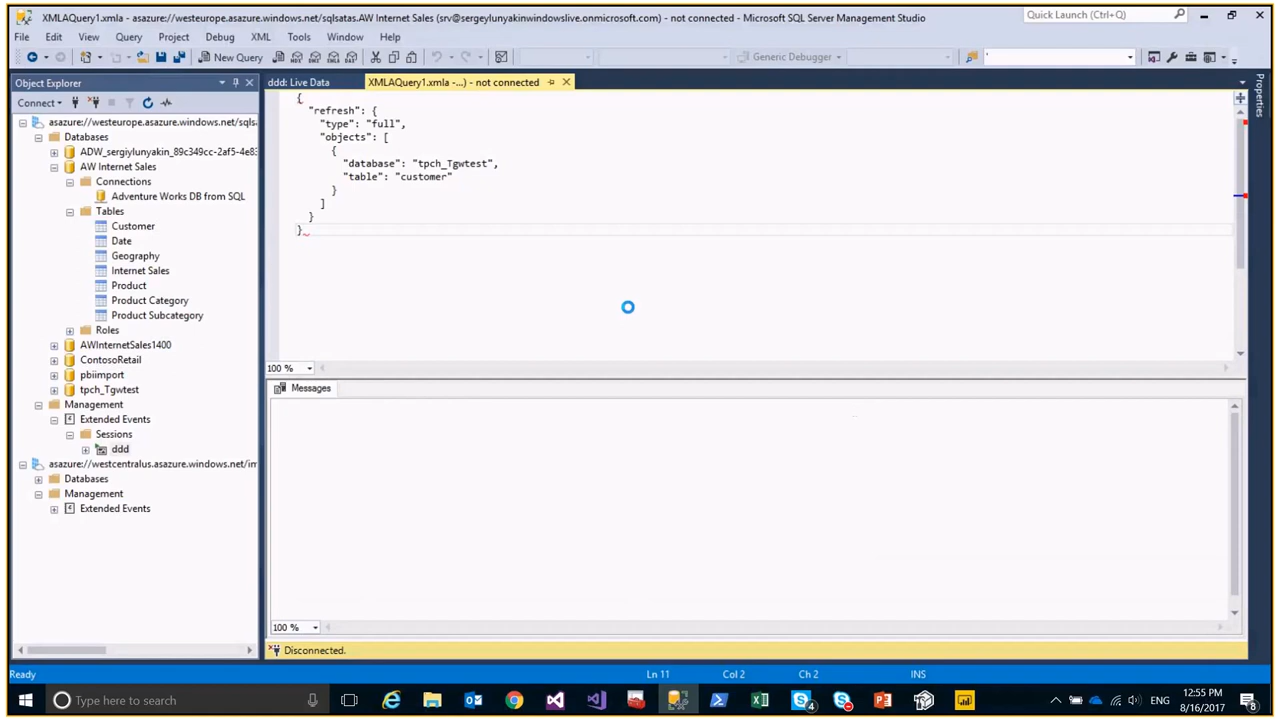 XMLAQuery1.xmla - asazure://westeurope.asazure.windows.net/sqlsatas.AW Internet Sales (srv@sergeylunyakinwindowslive.onmicrosoft.com) - not connected - Microsoft SQL Server Management Studio
Quick Launch (Ctrl+Q)
File Edit View Query Project Debug XML Tools Window Help
New Query
Generic Debugger
Object Explorer
ddd: Live Data
XMLAQuery1.xmla -...) - not connected
Properties
Connect
asazure://westeurope.asazure.windows.net/sqlsa
Databases
ADW_sergiylunyakin_89c349cc-2af5-4e83
AW Internet Sales
Connections
Adventure Works DB from SQL
Tables
Customer
Date
Geography
Internet Sales
Product
Product Category
Product Subcategory
Roles
AWInternetSales1400
ContosoRetail
pbiimport
tpch_Tgwtest
Management
Extended Events
Sessions
ddd
asazure://westcentralus.asazure.windows.net/im
Databases
Management
Extended Events
{
"refresh": {
"type": "full",
"objects": [
{
"database": "tpch_Tgwtest",
"table": "customer"
}
]
}
}
100 %
Messages
100 %
Disconnected.
Ready
Ln 11
Col 2
Ch 2
INS
Type here to search
4
ENG
12:55 PM
8/16/2017
8